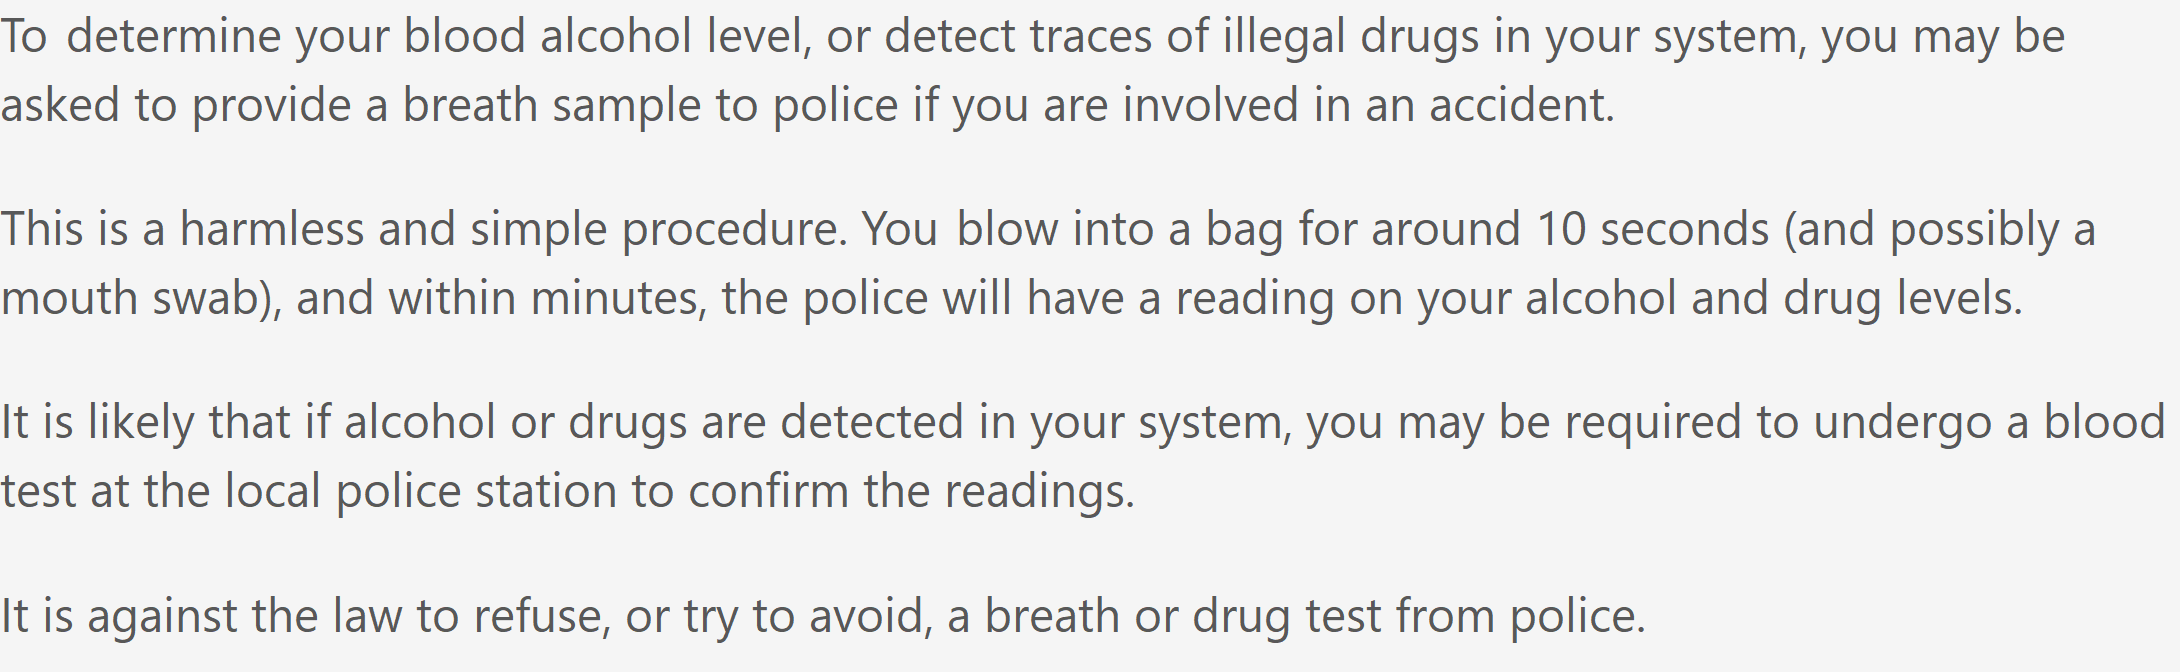 To determine your blood alcohol level, or detect traces of illegal drugs in your system, you may be
asked to provide a breath sample to police if you are involved in an accident.
This is a harmless and simple procedure. You blow into a bag for around 10 seconds (and possibly a
mouth swab), and within minutes, the police will have a reading on your alcohol and drug levels.
It is likely that if alcohol or drugs are detected in your system, you may be required to undergo a blood
test at the local police station to confirm the readings.
It is against the law to refuse, or try to avoid, a breath or drug test from police.